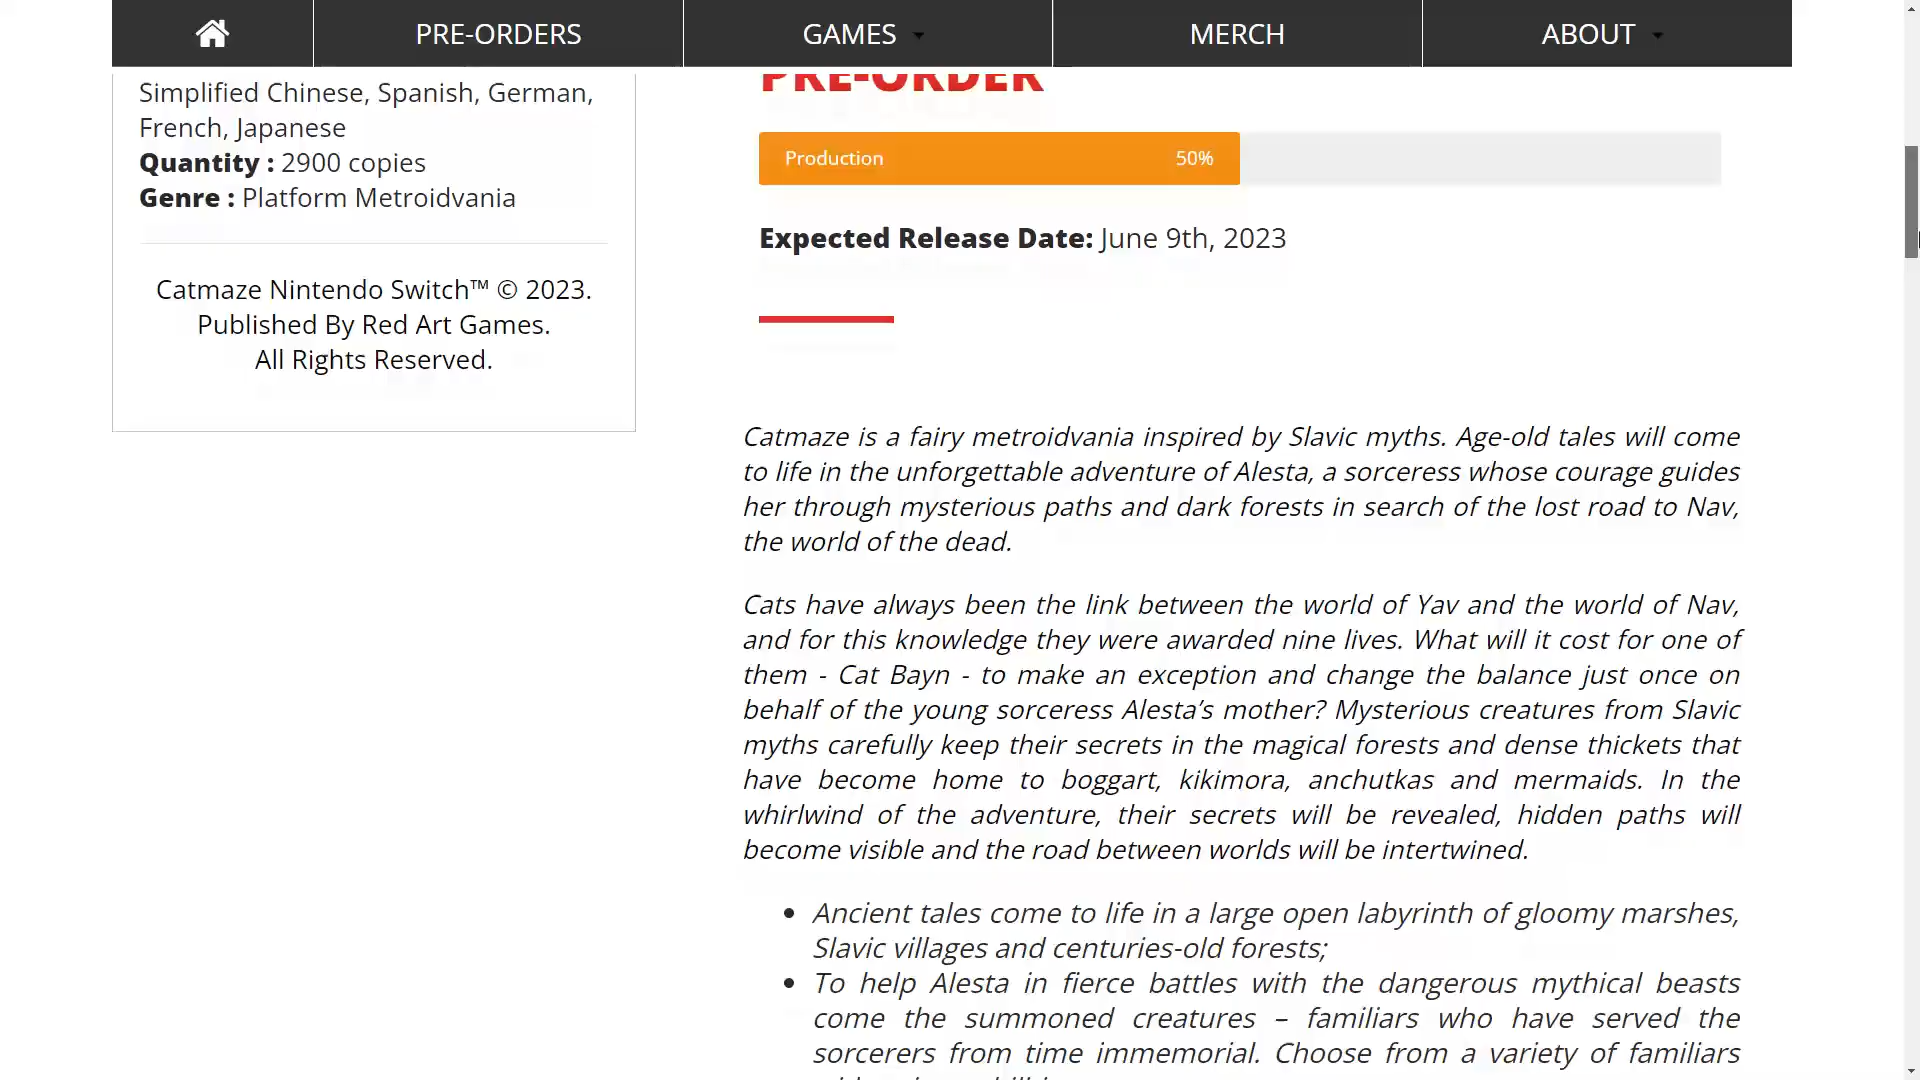 PRE-ORDERS
GAMES
MERCH
ABOUT
Simplified Chinese, Spanish, German,
French, Japanese
Quantity : 2900 copies
Genre : Platform Metroidvania
Catmaze Nintendo Switch™ © 2023.
Published By Red Art Games.
All Rights Reserved.
PRE-ORDER
Production 50%
Expected Release Date: June 9th, 2023
Catmaze is a fairy metroidvania inspired by Slavic myths. Age-old tales will come
to life in the unforgettable adventure of Alesta, a sorceress whose courage guides
her through mysterious paths and dark forests in search of the lost road to Nav,
the world of the dead.
Cats have always been the link between the world of Yav and the world of Nav,
and for this knowledge they were awarded nine lives. What will it cost for one of
them - Cat Bayn - to make an exception and change the balance just once on
behalf of the young sorceress Alesta’s mother? Mysterious creatures from Slavic
myths carefully keep their secrets in the magical forests and dense thickets that
have become home to boggart, kikimora, anchutkas and mermaids. In the
whirlwind of the adventure, their secrets will be revealed, hidden paths will
become visible and the road between worlds will be intertwined.
• Ancient tales come to life in a large open labyrinth of gloomy marshes,
Slavic villages and centuries-old forests;
• To help Alesta in fierce battles with the dangerous mythical beasts
come the summoned creatures – familiars who have served the
sorcerers from time immemorial. Choose from a variety of familiars